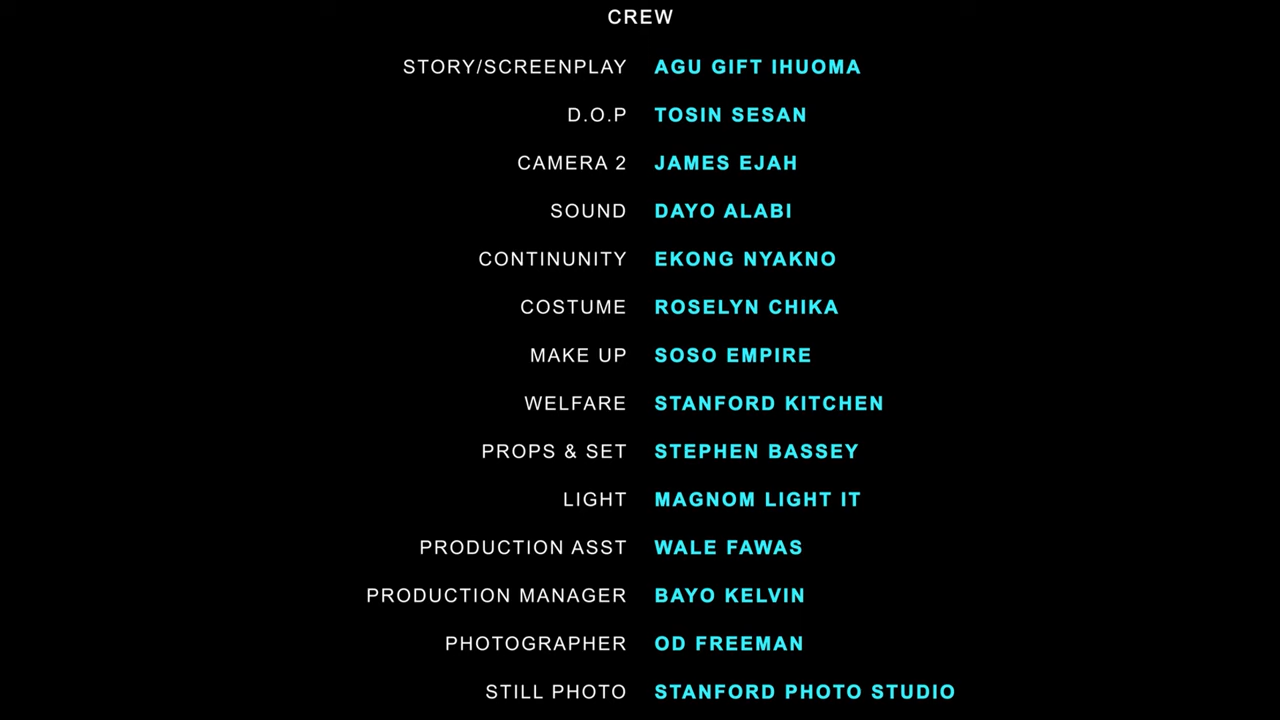 CREW
STORY/SCREENPLAY AGU GIFT IHUOMA
D.O.P TOSIN SESAN
CAMERA 2 JAMES EJAH
SOUND DAYO ALABI
CONTINUNITY EKONG NYAKNO
COSTUME ROSELYN CHIKA
MAKE UP SOSO EMPIRE
WELFARE STANFORD KITCHEN
PROPS & SET STEPHEN BASSEY
LIGHT MAGNOM LIGHT IT
PRODUCTION ASST WALE FAWAS
PRODUCTION MANAGER BAYO KELVIN
PHOTOGRAPHER OD FREEMAN
STILL PHOTO STANFORD PHOTO STUDIO